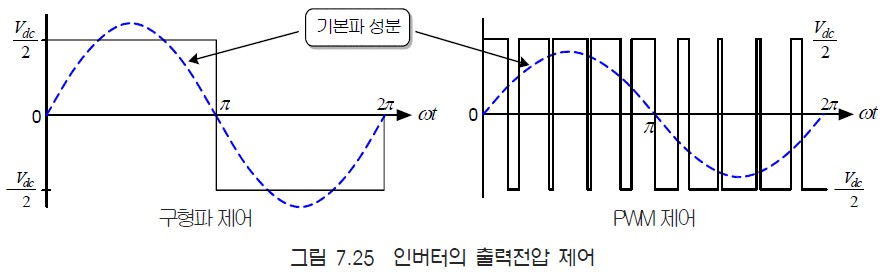 기본파 성분
V_dc/2
0
π
2π
ωt
-V_dc/2
구형파 제어
V_dc/2
0
π
2π
ωt
-V_dc/2
PWM 제어
그림 7.25 인버터의 출력전압 제어